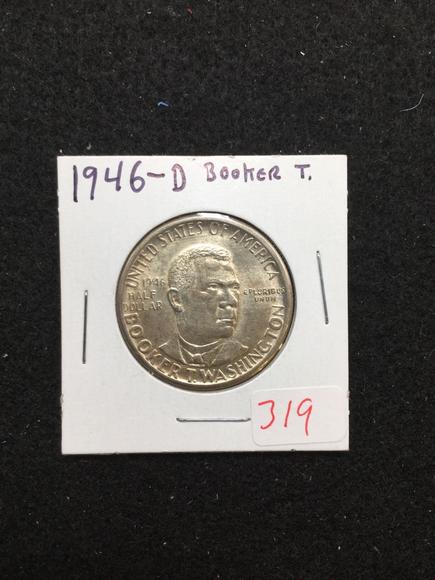 1946-D BOOKER T.
UNITED STATES OF AMERICA
1946
HALF
DOLLAR
E PLURIBUS
UNUM
BOOKER T. WASHINGTON
319